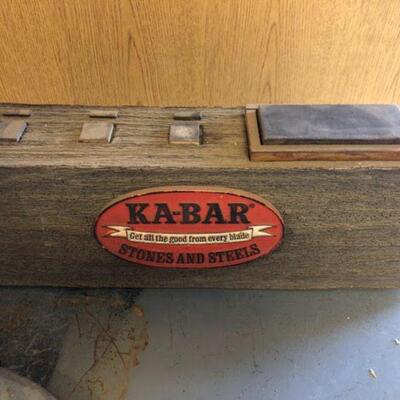 KA-BAR®
Get all the good from every blade
STONES AND STEELS